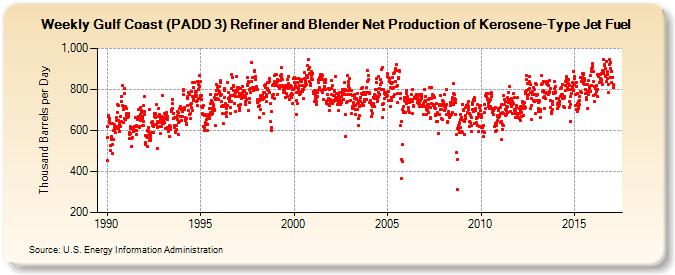 Weekly Gulf Coast (PADD 3) Refiner and Blender Net Production of Kerosene-Type Jet Fuel
Thousand Barrels per Day
1,000
800
600
400
200
1990 1995 2000 2005 2010 2015
Source: U.S. Energy Information Administration